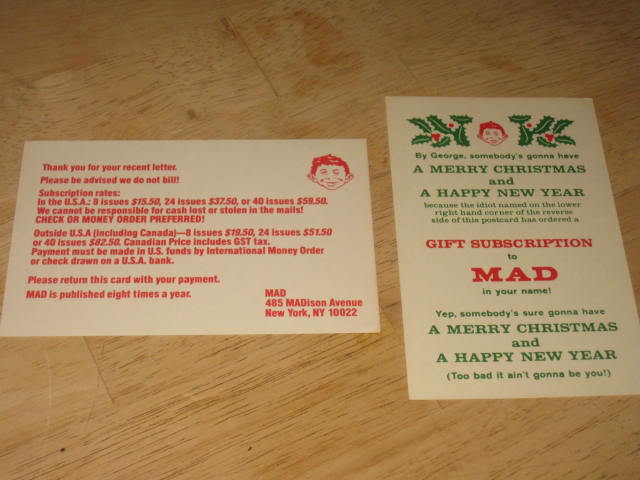 Thank you for your recent letter.
Please be advised we do not bill!
Subscription rates:
In the U.S.A.: 8 issues $15.50, 24 issues $37.50, or 40 issues $59.50.
We cannot be responsible for cash lost or stolen in the mails!
CHECK OR MONEY ORDER PREFERRED!
Outside U.S.A (including Canada)—8 issues $19.50, 24 issues $51.50
or 40 issues $82.50. Canadian Price includes GST tax.
Payment must be made in U.S. funds by International Money Order
or check drawn on a U.S.A. bank.
Please return this card with your payment.
MAD is published eight times a year.
MAD
485 MADison Avenue
New York, NY 10022
By George, somebody's gonna have
A MERRY CHRISTMAS
and
A HAPPY NEW YEAR
because the idiot named on the lower
right hand corner of the reverse
side of this postcard has ordered a
GIFT SUBSCRIPTION
to
MAD
in your name!
Yep, somebody's sure gonna have
A MERRY CHRISTMAS
and
A HAPPY NEW YEAR
(Too bad it ain't gonna be you!)